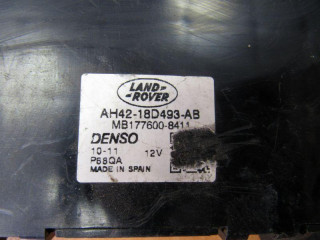 LAND
ROVER
AH42-18D493-AB
MB177600-8411
DENSO
10-11 12V
P68QA
MADE IN SPAIN